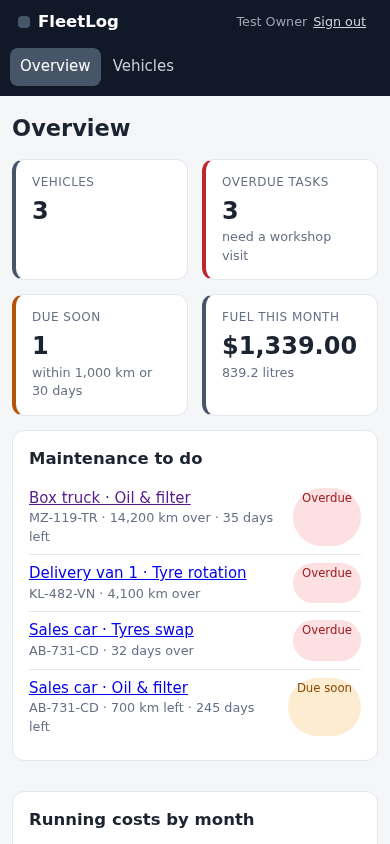 FleetLog
Test Owner Sign out
Overview Vehicles
Overview
VEHICLES
3
OVERDUE TASKS
3
need a workshop
visit
DUE SOON
1
within 1,000 km or
30 days
FUEL THIS MONTH
$1,339.00
839.2 litres
Maintenance to do
Box truck · Oil & filter
Overdue
MZ-119-TR · 14,200 km over · 35 days
left
Delivery van 1 · Tyre rotation
Overdue
KL-482-VN · 4,100 km over
Sales car · Tyres swap
Overdue
AB-731-CD · 32 days over
Sales car · Oil & filter
Due soon
AB-731-CD · 700 km left · 245 days
left
Running costs by month